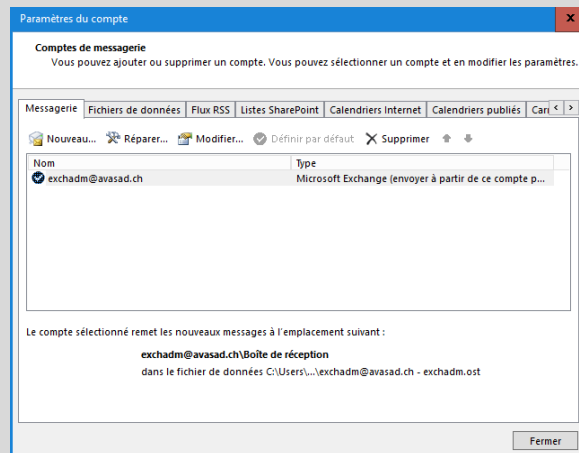 Paramètres du compte
x
Comptes de messagerie
Vous pouvez ajouter ou supprimer un compte. Vous pouvez sélectionner un compte et en modifier les paramètres.
Messagerie Fichiers de données Flux RSS Listes SharePoint Calendriers Internet Calendriers publiés
Nouveau... Réparer... Modifier... Définir par défaut Supprimer
Nom Type
exchadm@avasad.ch Microsoft Exchange (envoyer à partir de ce compte p...
Le compte sélectionné remet les nouveaux messages à l'emplacement suivant :
exchadm@avasad.ch\Boîte de réception
dans le fichier de données C:\Users\...\exchadm@avasad.ch - exchadm.ost
Fermer